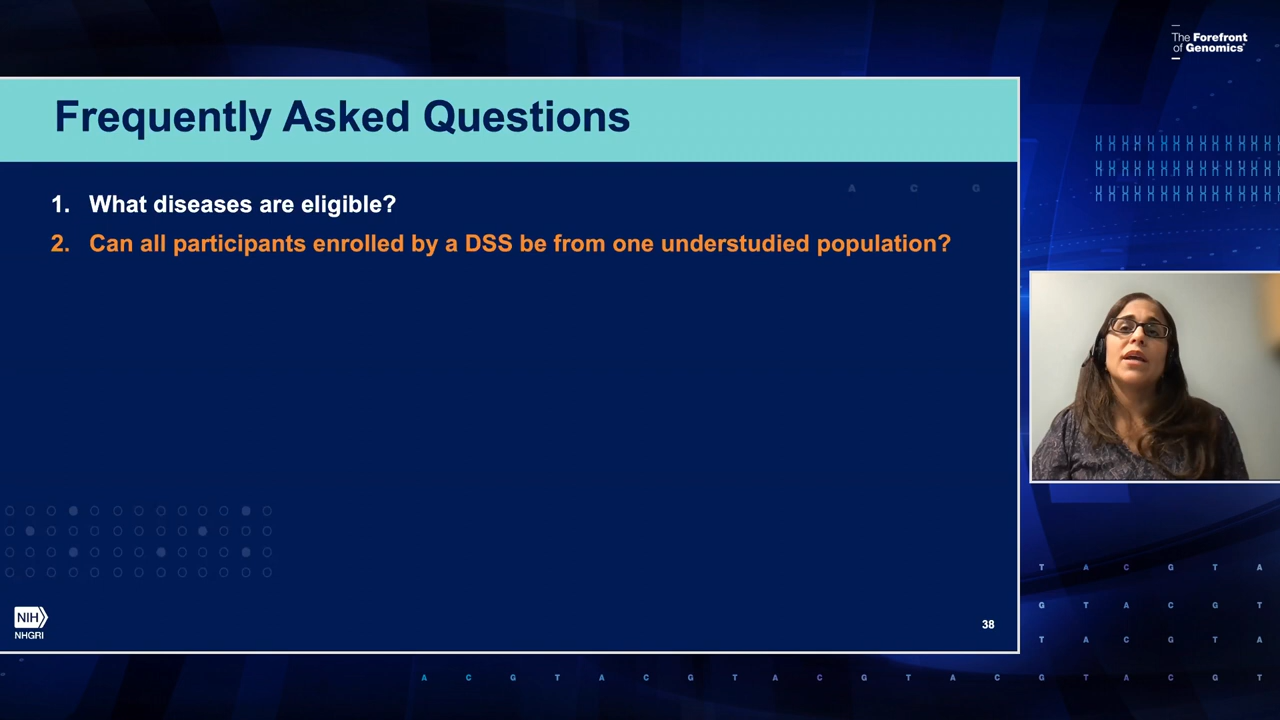 The Forefront
of Genomics®
Frequently Asked Questions
A C G
1. What diseases are eligible?
2. Can all participants enrolled by a DSS be from one understudied population?
NIH
NHGRI
38
T A C G T A
G T A C G T
T A C G T A
A C G T A C G T A C G T A C G T A C G T